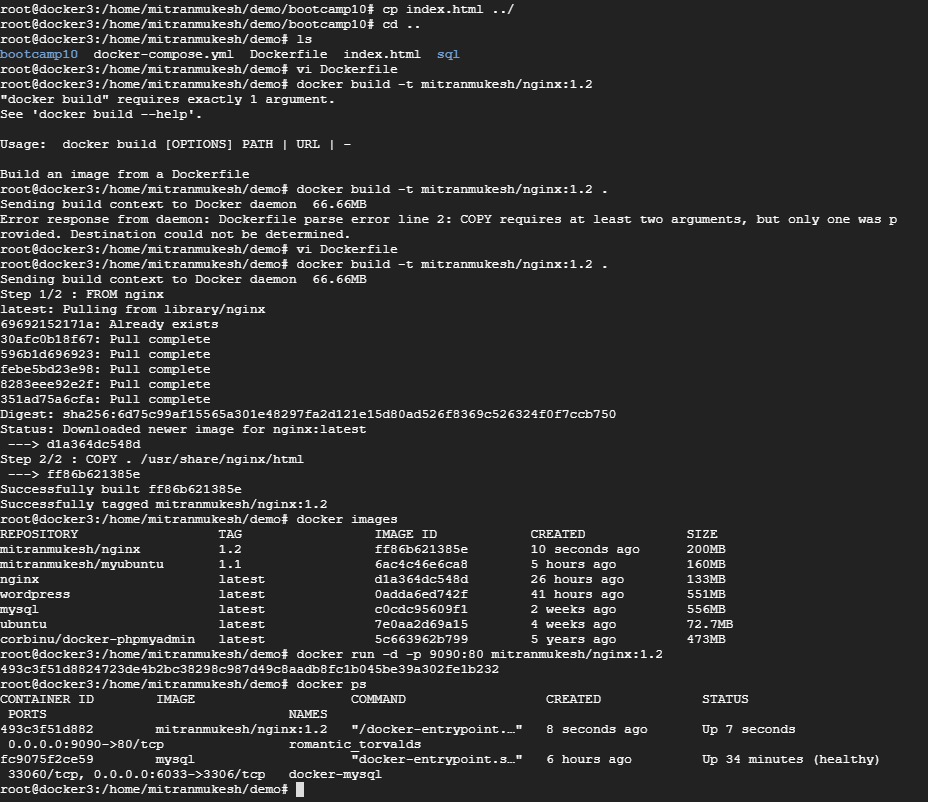 root@docker3:/home/mitranmukesh/demo/bootcamp10# cp index.html ../
root@docker3:/home/mitranmukesh/demo/bootcamp10# cd ..
root@docker3:/home/mitranmukesh/demo# ls
bootcamp10  docker-compose.yml  Dockerfile  index.html  sql
root@docker3:/home/mitranmukesh/demo# vi Dockerfile
root@docker3:/home/mitranmukesh/demo# docker build -t mitranmukesh/nginx:1.2
"docker build" requires exactly 1 argument.
See 'docker build --help'.

Usage:  docker build [OPTIONS] PATH | URL | -

Build an image from a Dockerfile
root@docker3:/home/mitranmukesh/demo# docker build -t mitranmukesh/nginx:1.2 .
Sending build context to Docker daemon  66.66MB
Error response from daemon: Dockerfile parse error line 2: COPY requires at least two arguments, but only one was p
rovided. Destination could not be determined.
root@docker3:/home/mitranmukesh/demo# vi Dockerfile
root@docker3:/home/mitranmukesh/demo# docker build -t mitranmukesh/nginx:1.2 .
Sending build context to Docker daemon  66.66MB
Step 1/2 : FROM nginx
latest: Pulling from library/nginx
69692152171a: Already exists
30afc0b18f67: Pull complete
596b1d696923: Pull complete
febe5bd23e98: Pull complete
8283eee92e2f: Pull complete
351ad75a6cfa: Pull complete
Digest: sha256:6d75c99af15565a301e48297fa2d121e15d80ad526f8369c526324f0f7ccb750
Status: Downloaded newer image for nginx:latest
 ---> d1a364dc548d
Step 2/2 : COPY . /usr/share/nginx/html
 ---> ff86b621385e
Successfully built ff86b621385e
Successfully tagged mitranmukesh/nginx:1.2
root@docker3:/home/mitranmukesh/demo# docker images
REPOSITORY                  TAG                 IMAGE ID            CREATED             SIZE
mitranmukesh/nginx          1.2                 ff86b621385e        10 seconds ago      200MB
mitranmukesh/myubuntu       1.1                 6ac4c46e6ca8        5 hours ago         160MB
nginx                       latest              d1a364dc548d        26 hours ago        133MB
wordpress                   latest              0adda6ed742f        41 hours ago        551MB
mysql                       latest              c0cdc95609f1        2 weeks ago         556MB
ubuntu                      latest              7e0aa2d69a15        4 weeks ago         72.7MB
corbinu/docker-phpmyadmin   latest              5c663962b799        5 years ago         473MB
root@docker3:/home/mitranmukesh/demo# docker run -d -p 9090:80 mitranmukesh/nginx:1.2
493c3f51d8824723de4b2bc38298c987d49c8aadb8fc1b045be39a302fe1b232
root@docker3:/home/mitranmukesh/demo# docker ps
CONTAINER ID        IMAGE                    COMMAND                  CREATED             STATUS
 PORTS                               NAMES
493c3f51d882        mitranmukesh/nginx:1.2   "/docker-entrypoint.…"   8 seconds ago       Up 7 seconds
 0.0.0.0:9090->80/tcp                romantic_torvalds
fc9075f2ce59        mysql                    "docker-entrypoint.s…"   6 hours ago         Up 34 minutes (healthy)
 33060/tcp, 0.0.0.0:6033->3306/tcp   docker-mysql
root@docker3:/home/mitranmukesh/demo#